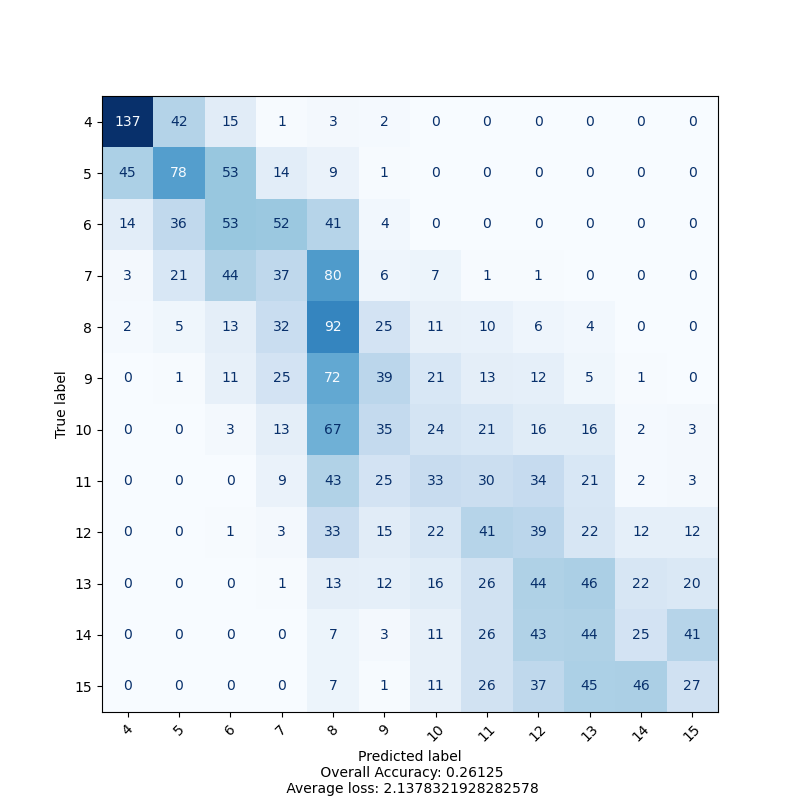 4 137 42 15 1 3 2 0 0 0 0 0 0
5 45 78 53 14 9 1 0 0 0 0 0 0
6 14 36 53 52 41 4 0 0 0 0 0 0
7 3 21 44 37 80 6 7 1 1 0 0 0
8 2 5 13 32 92 25 11 10 6 4 0 0
9 0 1 11 25 72 39 21 13 12 5 1 0
True label
10 0 0 3 13 67 35 24 21 16 16 2 3
11 0 0 0 9 43 25 33 30 34 21 2 3
12 0 0 1 3 33 15 22 41 39 22 12 12
13 0 0 0 1 13 12 16 26 44 46 22 20
14 0 0 0 0 7 3 11 26 43 44 25 41
15 0 0 0 0 7 1 11 26 37 45 46 27
4 5 6 7 8 9 10 11 12 13 14 15
Predicted label
Overall Accuracy: 0.26125
Average loss: 2.1378321928282578